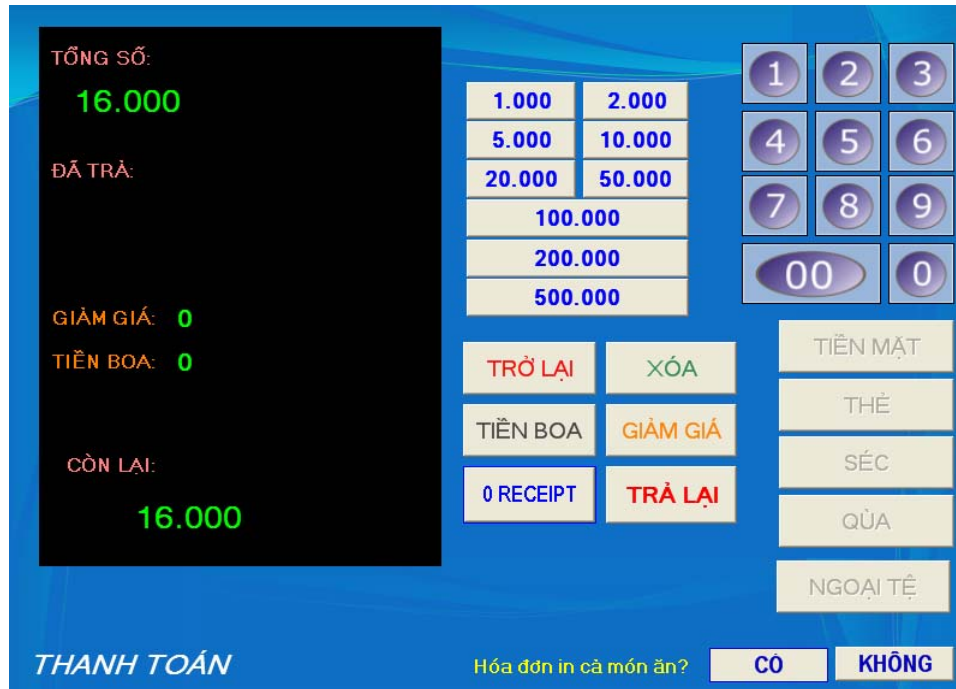 TỔNG SỐ:
16.000
ĐÃ TRẢ:
GIẢM GIÁ: 0
TIỀN BOA: 0
CÒN LẠI:
16.000
1.000 2.000
5.000 10.000
20.000 50.000
100.000
200.000
500.000
TRỞ LẠI XÓA
TIỀN BOA GIẢM GIÁ
0 RECEIPT TRẢ LẠI
1 2 3
4 5 6
7 8 9
00 0
TIỀN MẶT
THẺ
SÉC
QÙA
NGOẠI TỆ
THANH TOÁN
Hóa đơn in cả món ăn? CÓ KHÔNG